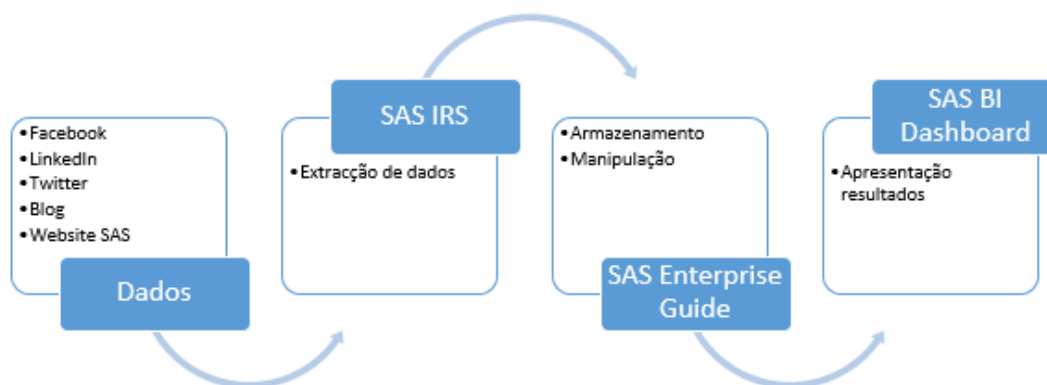 • Facebook
• LinkedIn
• Twitter
• Blog
• Website SAS
Dados
SAS IRS
• Extracção de dados
• Armazenamento
• Manipulação
SAS Enterprise
Guide
SAS BI
Dashboard
• Apresentação
resultados